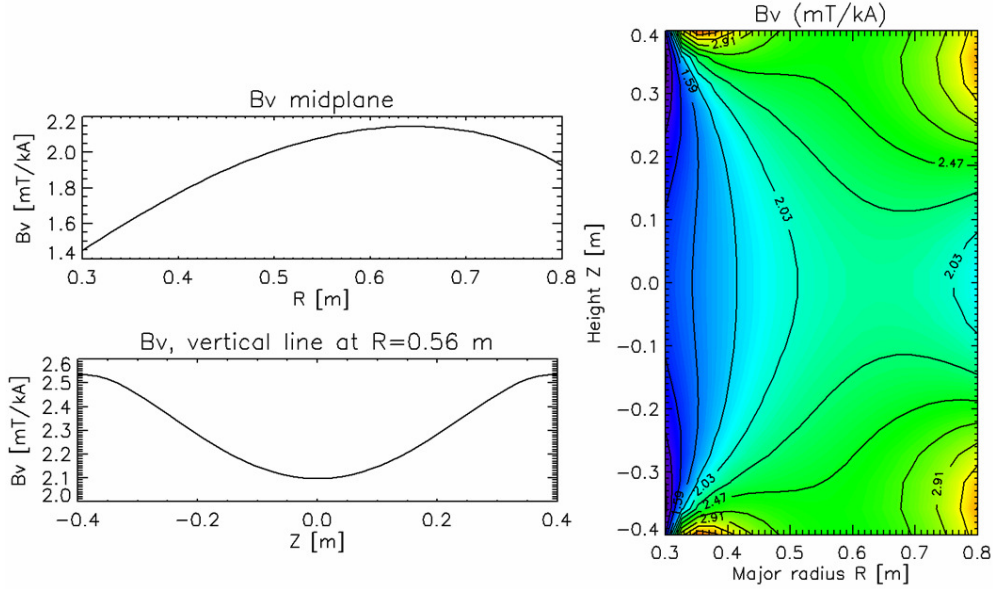 Bv midplane
Bv [mT/kA]
2.2
2.0
1.8
1.6
1.4
0.3 0.4 0.5 0.6 0.7 0.8
R [m]
Bv, vertical line at R=0.56 m
Bv [mT/kA]
2.6
2.5
2.4
2.3
2.2
2.1
2.0
-0.4 -0.2 0.0 0.2 0.4
Z [m]
Bv (mT/kA)
Height Z [m]
0.4
0.3
0.2
0.1
0.0
-0.1
-0.2
-0.3
-0.4
2.91
1.59
2.47
2.03
2.03
2.91
1.59
2.03
2.47
2.91
0.3 0.4 0.5 0.6 0.7 0.8
Major radius R [m]